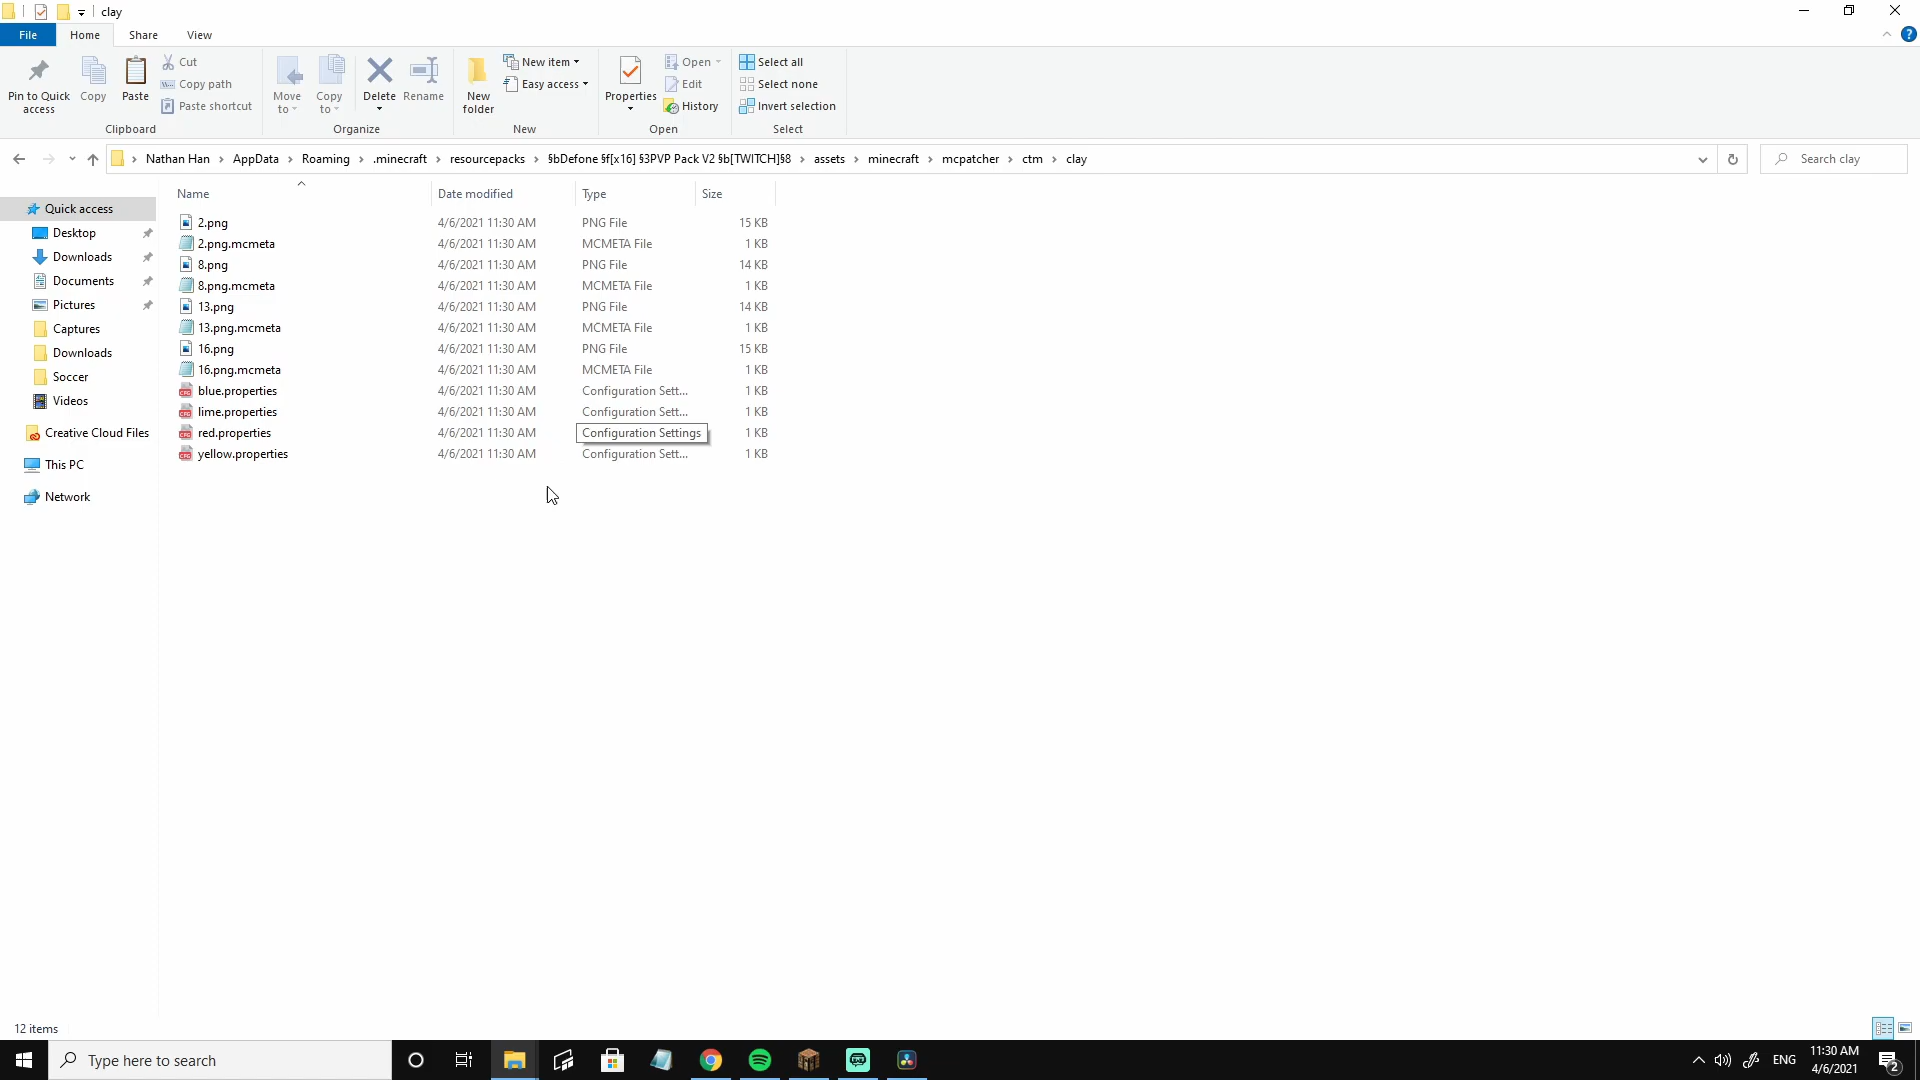 clay
File Home Share View
Pin to Quick access
Copy
Paste
Cut
Copy path
Paste shortcut
Clipboard
Move to
Copy to
Delete
Rename
Organize
New folder
New item
Easy access
New
Properties
Open
Edit
History
Open
Select all
Select none
Invert selection
Select
Nathan Han > AppData > Roaming > .minecraft > resourcepacks > §bDefone §f[x16] §3PVP Pack V2 §b[TWITCH]§8 > assets > minecraft > mcpatcher > ctm > clay
Search clay
Quick access
Desktop
Downloads
Documents
Pictures
Captures
Downloads
Soccer
Videos
Creative Cloud Files
This PC
Network
Name Date modified Type Size
2.png 4/6/2021 11:30 AM PNG File 15 KB
2.png.mcmeta 4/6/2021 11:30 AM MCMETA File 1 KB
8.png 4/6/2021 11:30 AM PNG File 14 KB
8.png.mcmeta 4/6/2021 11:30 AM MCMETA File 1 KB
13.png 4/6/2021 11:30 AM PNG File 14 KB
13.png.mcmeta 4/6/2021 11:30 AM MCMETA File 1 KB
16.png 4/6/2021 11:30 AM PNG File 15 KB
16.png.mcmeta 4/6/2021 11:30 AM MCMETA File 1 KB
blue.properties 4/6/2021 11:30 AM Configuration Sett... 1 KB
lime.properties 4/6/2021 11:30 AM Configuration Sett... 1 KB
red.properties 4/6/2021 11:30 AM Configuration Settings 1 KB
yellow.properties 4/6/2021 11:30 AM Configuration Sett... 1 KB
12 items
Type here to search
ENG
11:30 AM
4/6/2021
2